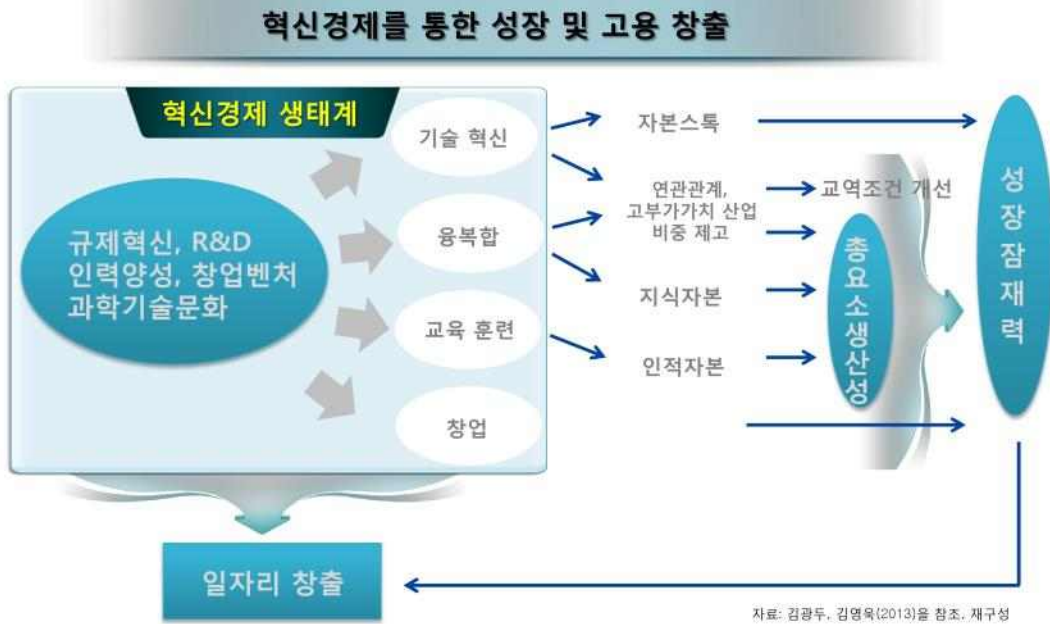 혁신경제를 통한 성장 및 고용 창출
혁신경제 생태계
규제혁신, R&D
인력양성, 창업벤처
과학기술문화
기술 혁신
융복합
교육 훈련
창업
자본스톡
연관관계,
고부가가치 산업
비중 제고
지식자본
인적자본
교역조건 개선
총요소생산성
성장잠재력
일자리 창출
자료: 김광두, 김영욱(2013)을 참조, 재구성